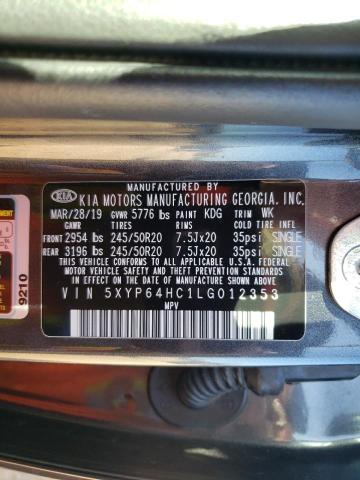 MANUFACTURED BY
KIA KIA MOTORS MANUFACTURING GEORGIA, INC.
MAR/28/19 GVWR 5776 lbs PAINT KDG TRIM WK
GAWR TIRES RIMS COLD TIRE INFL
FRONT 2954 lbs 245/50R20 7.5Jx20 35psi SINGLE
REAR 3196 lbs 245/50R20 7.5Jx20 35psi SINGLE
THIS VEHICLE CONFORMS TO ALL APPLICABLE U.S.A. FEDERAL
MOTOR VEHICLE SAFETY, BUMPER, AND THEFT PREVENTION
STANDARDS IN EFFECT ON THE DATE OF MANUFACTURE SHOWN ABOVE.
VIN 5XYP64HC1LG012353
MPV
9210